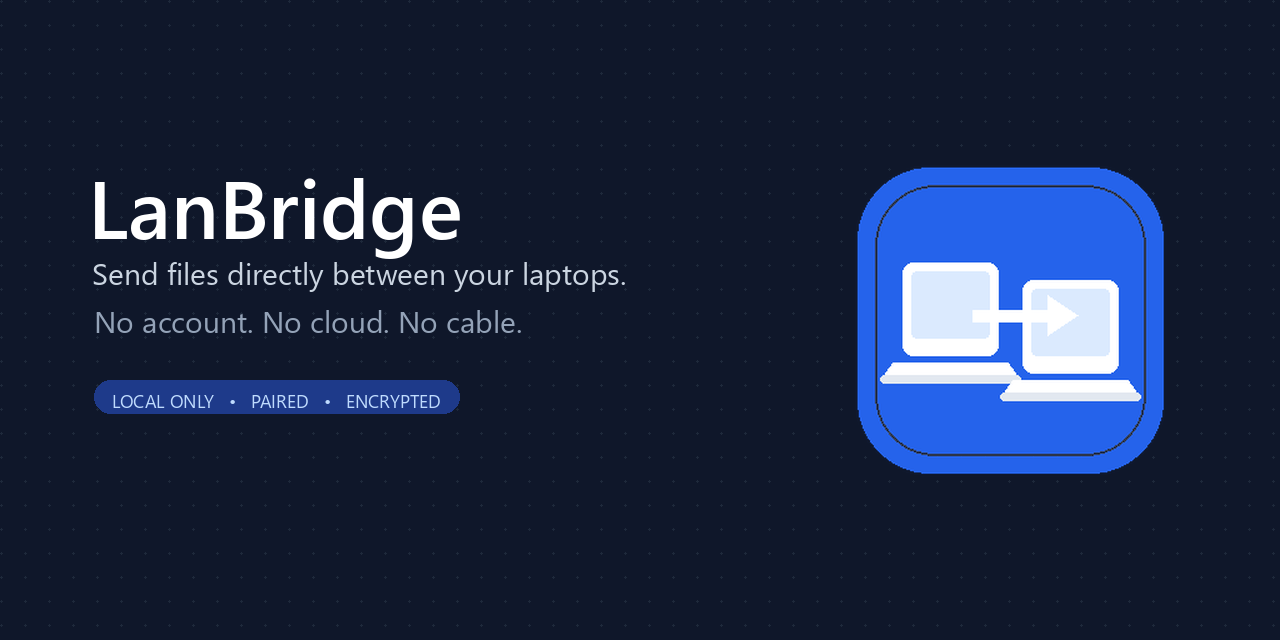 LanBridge
Send files directly between your laptops.
No account. No cloud. No cable.
LOCAL ONLY • PAIRED • ENCRYPTED